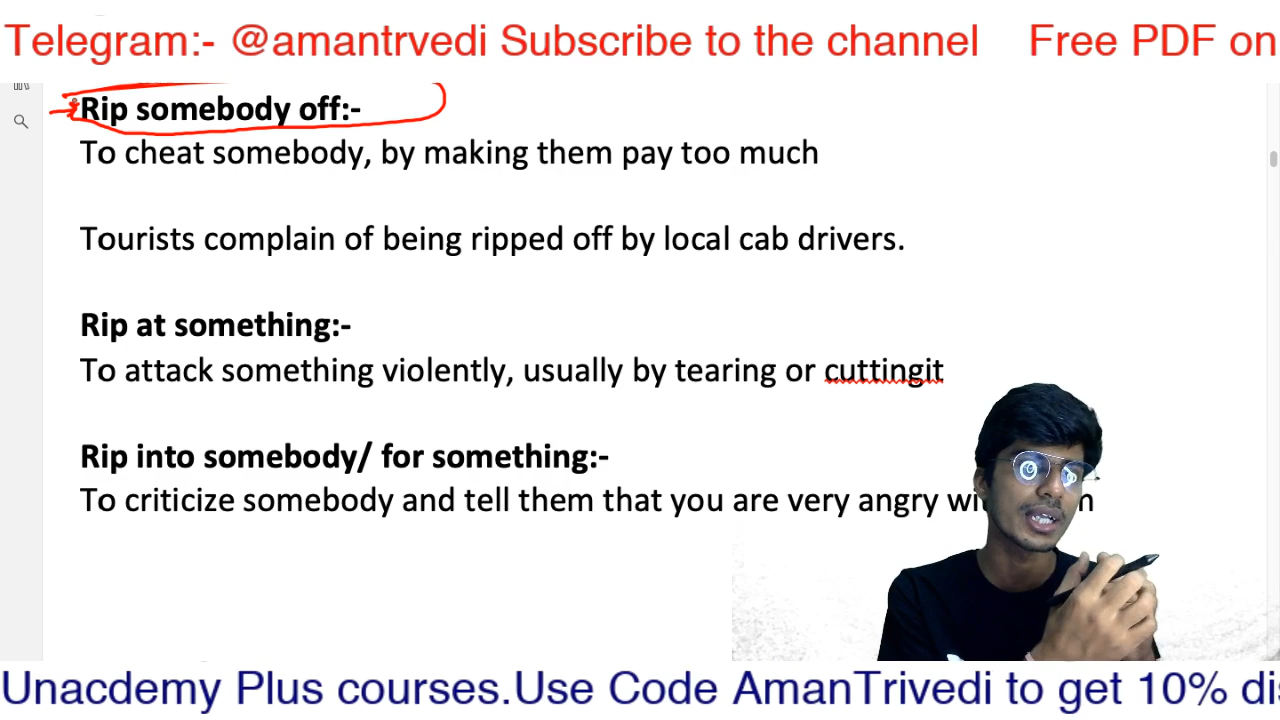 Telegram:- @amantrvedi Subscribe to the channel Free PDF on
Rip somebody off:-
To cheat somebody, by making them pay too much
Tourists complain of being ripped off by local cab drivers.
Rip at something:-
To attack something violently, usually by tearing or cuttingit
Rip into somebody/ for something:-
To criticize somebody and tell them that you are very angry
Unacdemy Plus courses.Use Code AmanTrivedi to get 10%